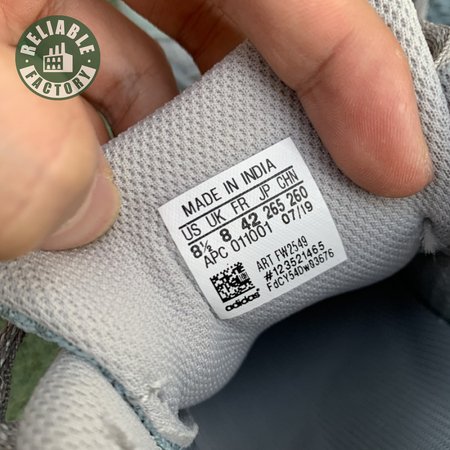 RELIABLE
FACTORY
MADE IN INDIA
US UK FR JP CHN
8½ 8 42 265 260
APC 011001 07/19
ART FW2549
#123521465
FdCY54DW93676
adidas